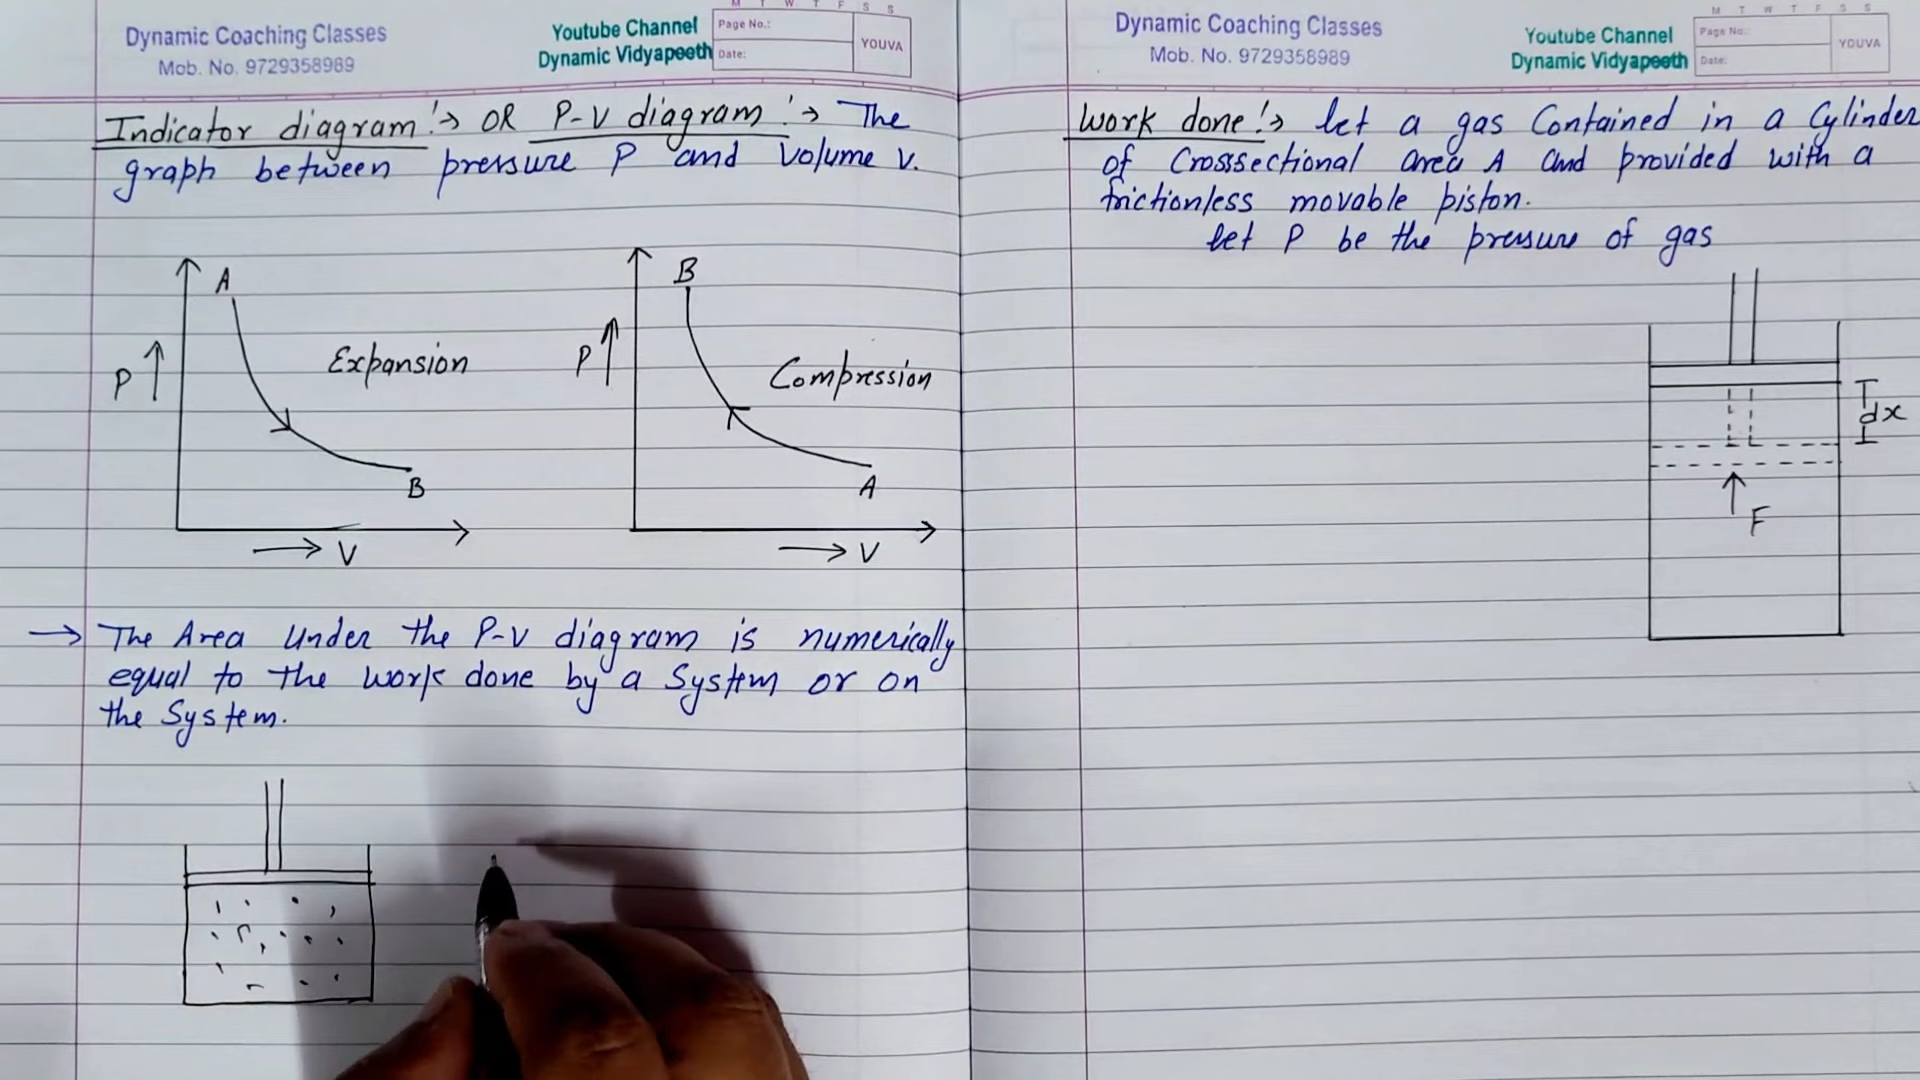 Dynamic Coaching Classes
Mob. No. 9729358989
Youtube Channel
Dynamic Vidyapeeth
M T W T F S S
Page No.:
Date:
YOUVA
Indicator diagram :→ OR P-V diagram :→ The
graph between pressure P and Volume V.
A
P ↑
Expansion
B
→ V
B
P ↑
Compression
A
→ V
→ The Area Under the P-V diagram is numerically
equal to the work done by a System or on
the System.
Dynamic Coaching Classes
Mob. No. 9729358989
Youtube Channel
Dynamic Vidyapeeth
M T W T F S S
Page No.:
Date:
YOUVA
Work done :→ let a gas Contained in a Cylinder
of Crosssectional area A and provided with a
frictionless movable piston.
let P be the pressure of gas
dx
F